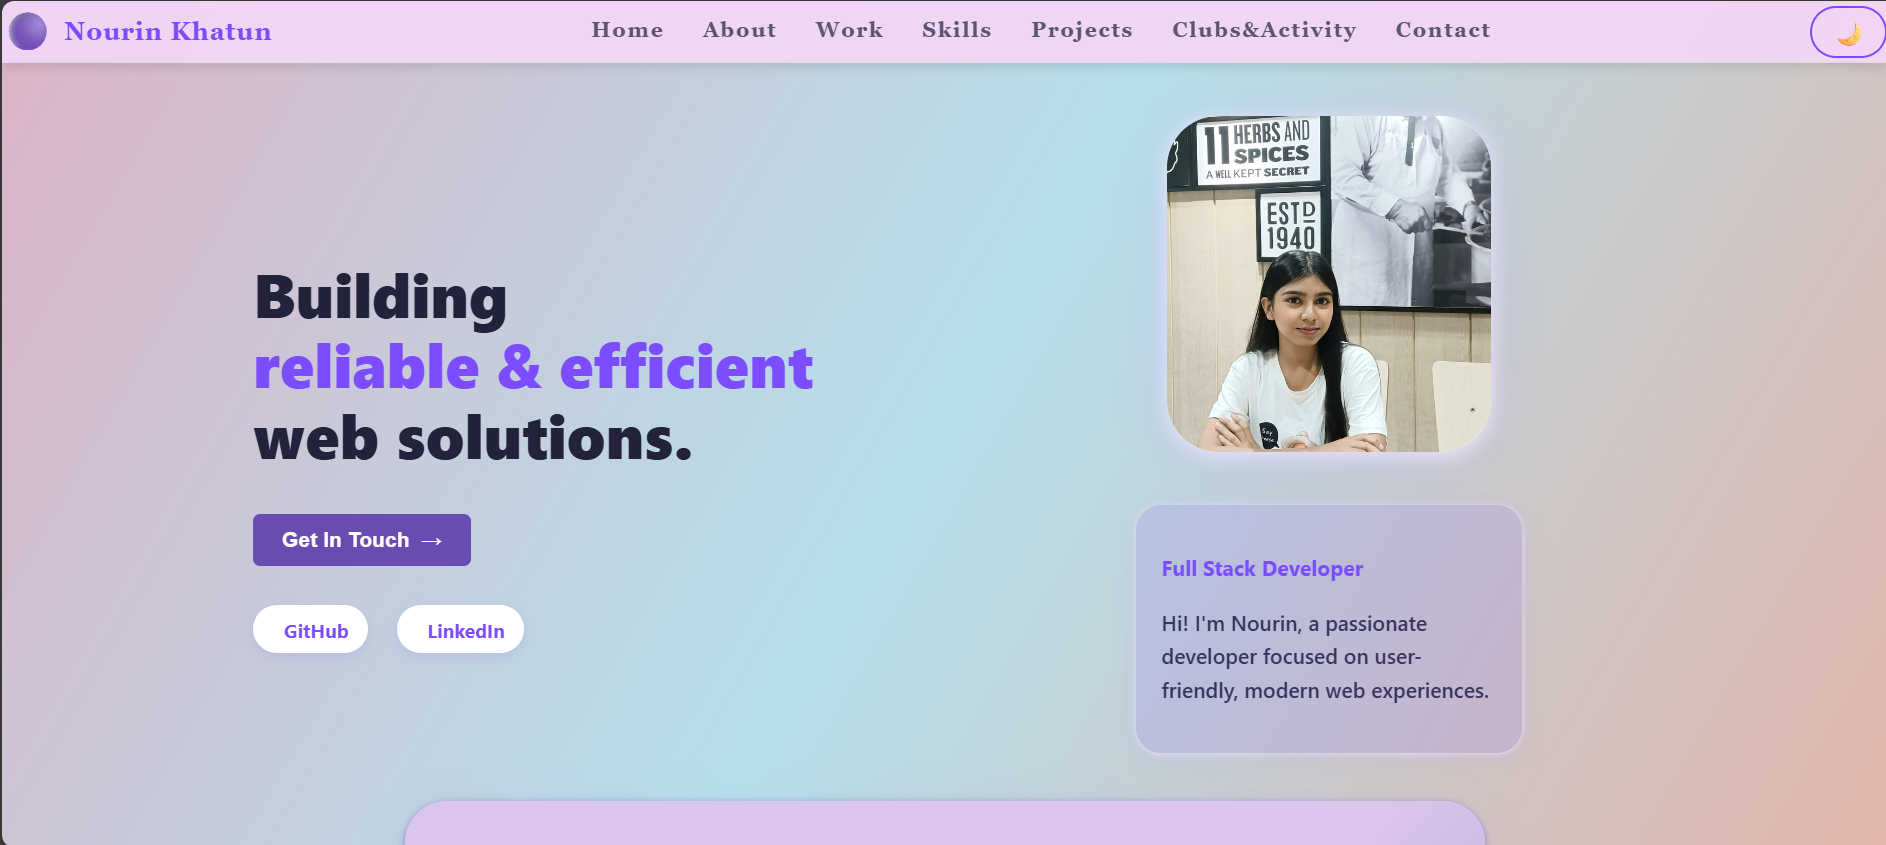 Nourin Khatun
Home About Work Skills Projects Clubs&Activity Contact
Building
reliable & efficient
web solutions.
Get In Touch →
GitHub LinkedIn
11 HERBS AND
SPICES
A WELL KEPT SECRET
ESTD
1940
Say
Full Stack Developer
Hi! I'm Nourin, a passionate
developer focused on user-
friendly, modern web experiences.